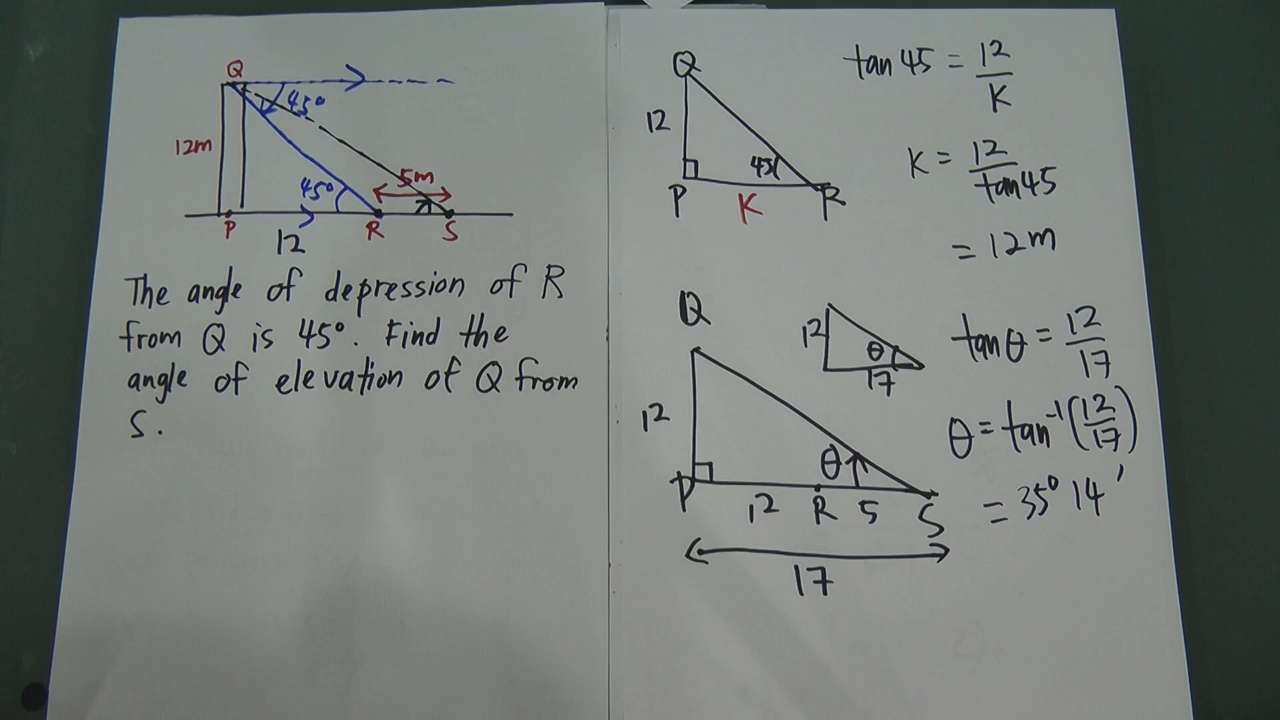 Q
45°
12m
45°
5m
P
R
S
12
The angle of depression of R
from Q is 45°. Find the
angle of elevation of Q from
S.
Q
12
45
P
K
R
tan 45 = 12/K
K = 12/tan45
= 12m
Q
12
θ
P
12
R
5
S
17
12
θ
17
tanθ = 12/17
θ = tan⁻¹(12/17)
= 35° 14'